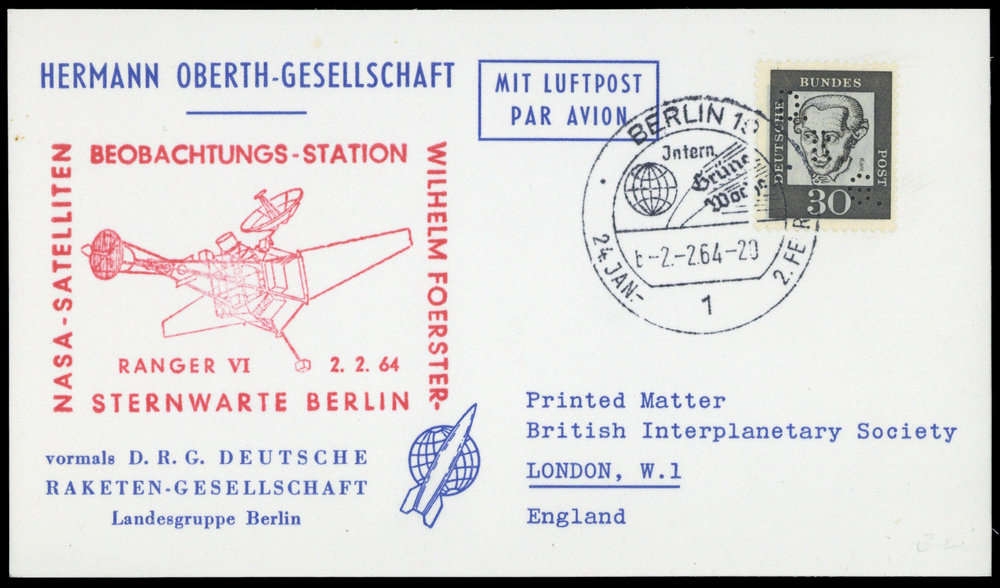 HERMANN OBERTH-GESELLSCHAFT
MIT LUFTPOST
PAR AVION
BERLIN
Intern.
Grüne
24. JAN.-
2. FE
-2.-2.64-20
1
DEUTSCHE
BUNDES
POST
30
NASA-SATELLITEN
BEOBACHTUNGS-STATION
WILHELM FOERSTER-
RANGER VI 2. 2. 64
STERNWARTE BERLIN
vormals D. R. G. DEUTSCHE
RAKETEN-GESELLSCHAFT
Landesgruppe Berlin
Printed Matter
British Interplanetary Society
LONDON, W.1
England